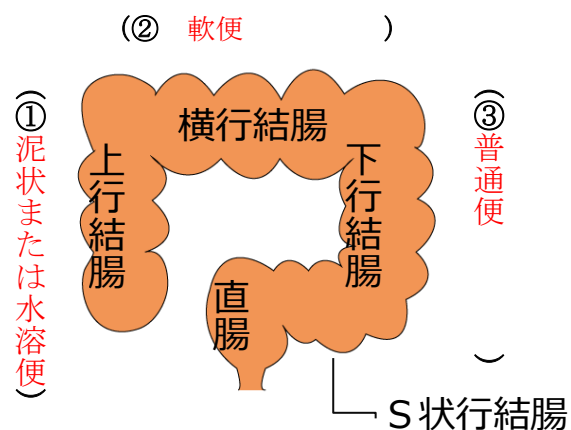 (② 軟便 )
(①泥状または水溶便)
横行結腸
(③普通便 )
上行結腸
下行結腸
直腸
S状行結腸